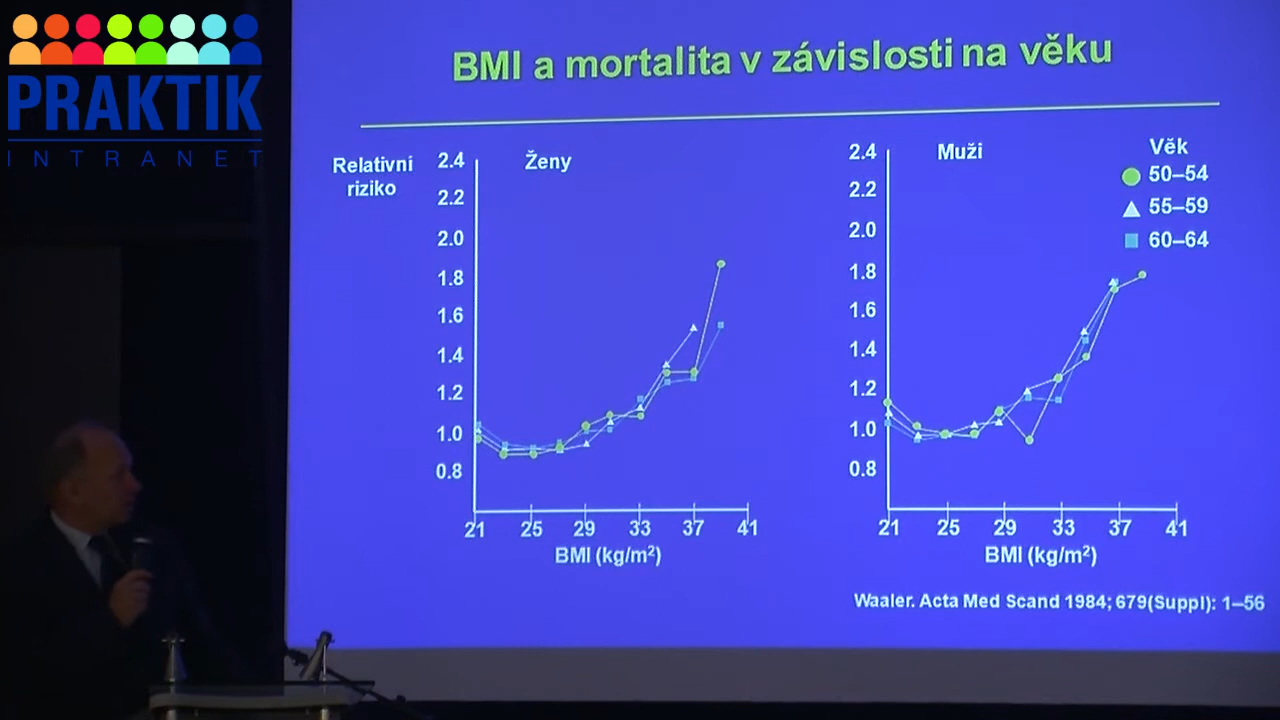 PRAKTIK
INTRANET
BMI a mortalita v závislosti na věku
Relativní
riziko
Ženy
2.4
2.2
2.0
1.8
1.6
1.4
1.2
1.0
0.8
21 25 29 33 37 41
BMI (kg/m²)
Muži
2.4
2.2
2.0
1.8
1.6
1.4
1.2
1.0
0.8
21 25 29 33 37 41
BMI (kg/m²)
Věk
50–54
55–59
60–64
Waaler. Acta Med Scand 1984; 679(Suppl): 1–56